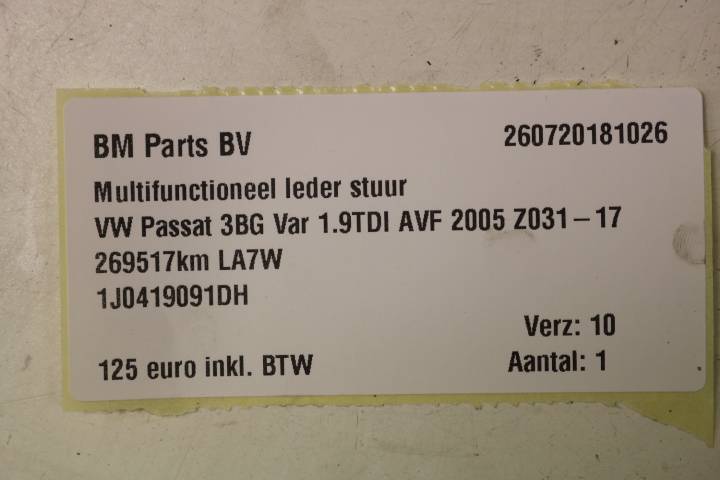 BM Parts BV 260720181026
Multifunctioneel leder stuur
VW Passat 3BG Var 1.9TDI AVF 2005 Z031-17
269517km LA7W
1J0419091DH
Verz: 10
125 euro inkl. BTW Aantal: 1